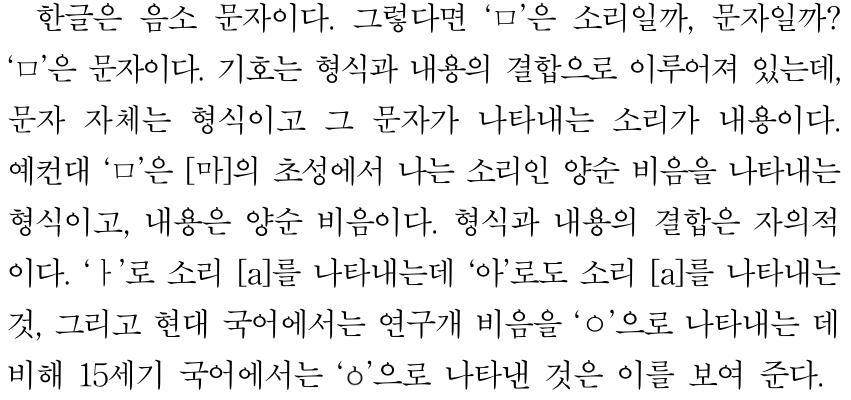 한글은 음소 문자이다. 그렇다면 ‘ㅁ’은 소리일까, 문자일까?
‘ㅁ’은 문자이다. 기호는 형식과 내용의 결합으로 이루어져 있는데,
문자 자체는 형식이고 그 문자가 나타내는 소리가 내용이다.
예컨대 ‘ㅁ’은 [마]의 초성에서 나는 소리인 양순 비음을 나타내는
형식이고, 내용은 양순 비음이다. 형식과 내용의 결합은 자의적
이다. ‘ㅏ’로 소리 [a]를 나타내는데 ‘아’로도 소리 [a]를 나타내는
것, 그리고 현대 국어에서는 연구개 비음을 ‘ㅇ’으로 나타내는 데
비해 15세기 국어에서는 ‘ㆁ’으로 나타낸 것은 이를 보여 준다.